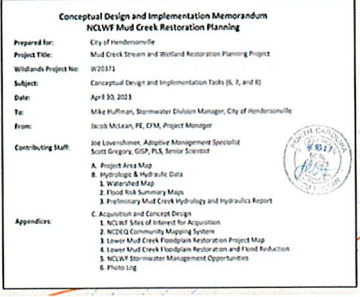 Conceptual Design and Implementation Memorandum
NCLWF Mud Creek Restoration Planning
Prepared for: City of Hendersonville
Project Title: Mud Creek Stream and Wetland Restoration Planning Project
Wildlands Project No: W20371
Subject: Conceptual Design and Implementation Tasks (6, 7, and 8)
Date: April 30, 2023
To: Mike Huffman, Stormwater Division Manager, City of Hendersonville
From: Jacob McLean, PE, CFM, Project Manager
Contributing Staff: Joe Lovenshimer, Adaptive Management Specialist
Scott Gregory, GISP, PLS, Senior Scientist
Appendices:
A. Project Area Map
B. Hydrologic & Hydraulic Data
1. Watershed Map
2. Flood Risk Summary Maps
3. Preliminary Mud Creek Hydrology and Hydraulics Report
C. Acquisition and Concept Design
1. NCLWF Sites of Interest for Acquisition
2. NCDEQ Community Mapping System
3. Lower Mud Creek Floodplain Restoration Project Map
4. Lower Mud Creek Floodplain Restoration and Flood Reduction
5. NCLWF Stormwater Management Opportunities
6. Photo Log
NORTH CAROLINA
SEAL